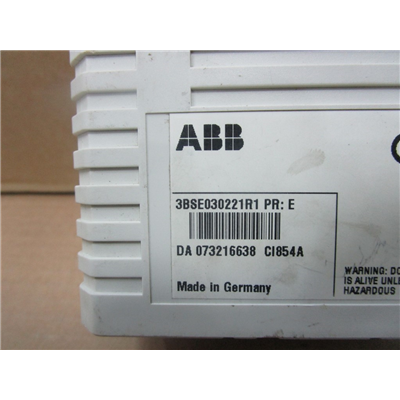 ABB
3BSE030221R1 PR: E
DA 073216638 CI854A
Made in Germany
WARNING: DO
IS ALIVE UNL
HAZARDOUS